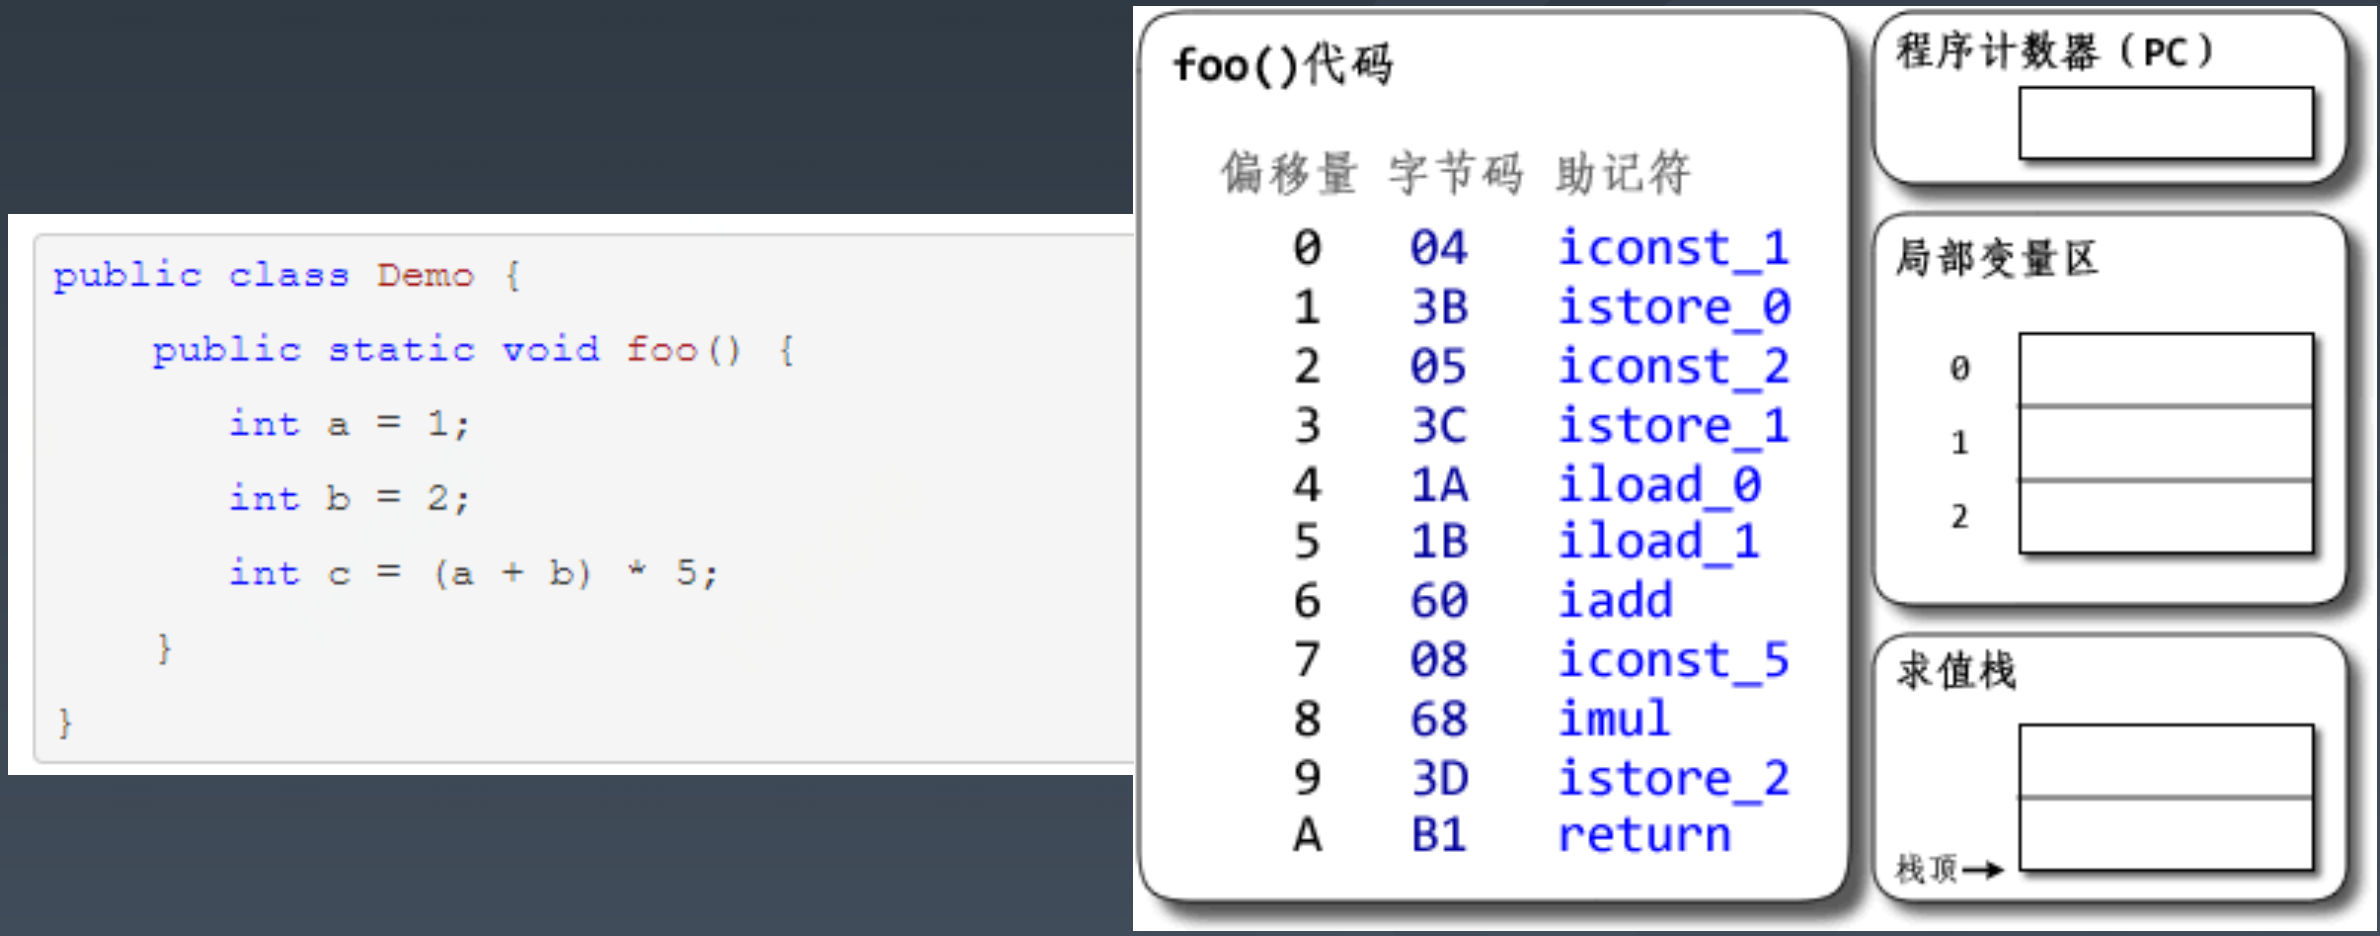 public class Demo {
public static void foo() {
int a = 1;
int b = 2;
int c = (a + b) * 5;
}
}
foo()代码
偏移量 字节码 助记符
0 04 iconst_1
1 3B istore_0
2 05 iconst_2
3 3C istore_1
4 1A iload_0
5 1B iload_1
6 60 iadd
7 08 iconst_5
8 68 imul
9 3D istore_2
A B1 return
程序计数器（PC）
局部变量区
0
1
2
求值栈
栈顶→